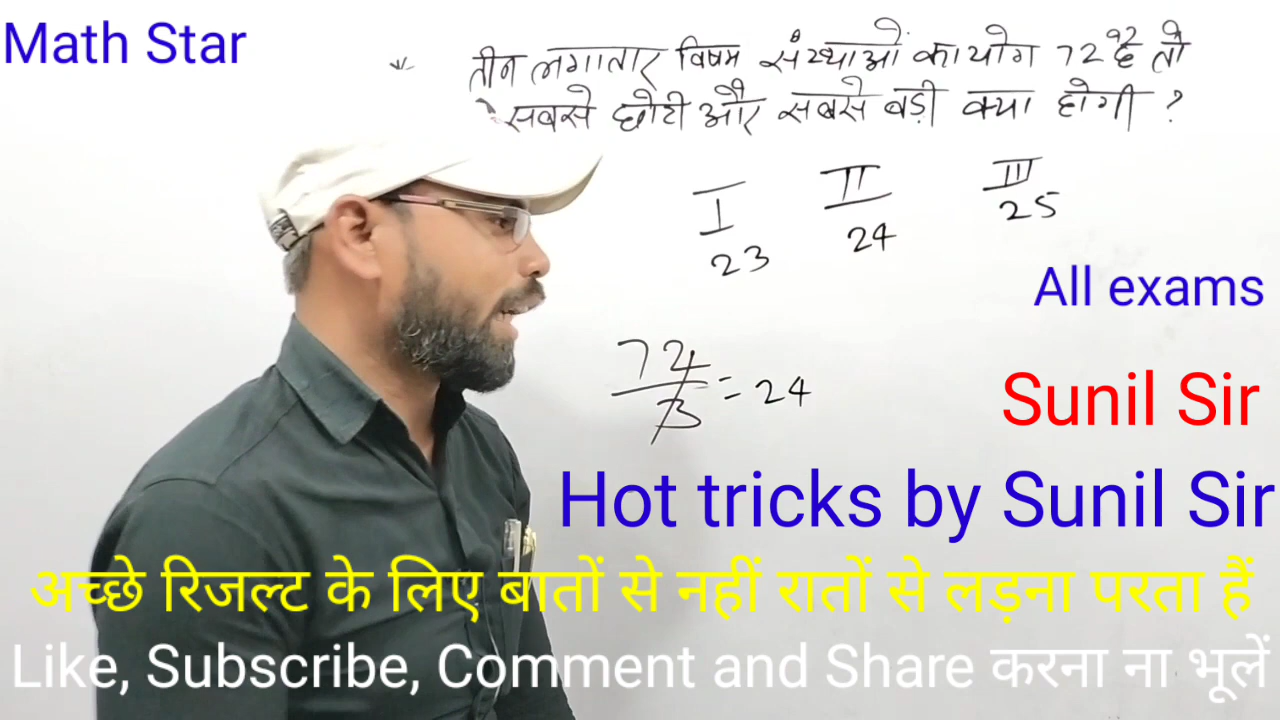 Math Star
तीन लगातार विषम संख्याओं का योग 72 है तो
सबसे छोटी और सबसे बड़ी क्या होगी ?
I II III
23 24 25
All exams
72/3 = 24
Sunil Sir
Hot tricks by Sunil Sir
अच्छे रिजल्ट के लिए बातों से नहीं रातों से लड़ना परता हैं
Like, Subscribe, Comment and Share करना ना भूलें